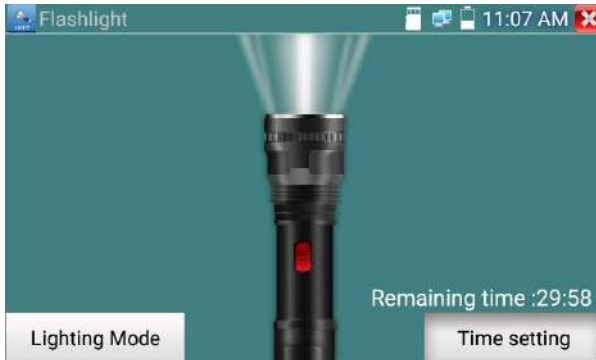 Flashlight
11:07 AM
Remaining time :29:58
Lighting Mode
Time setting